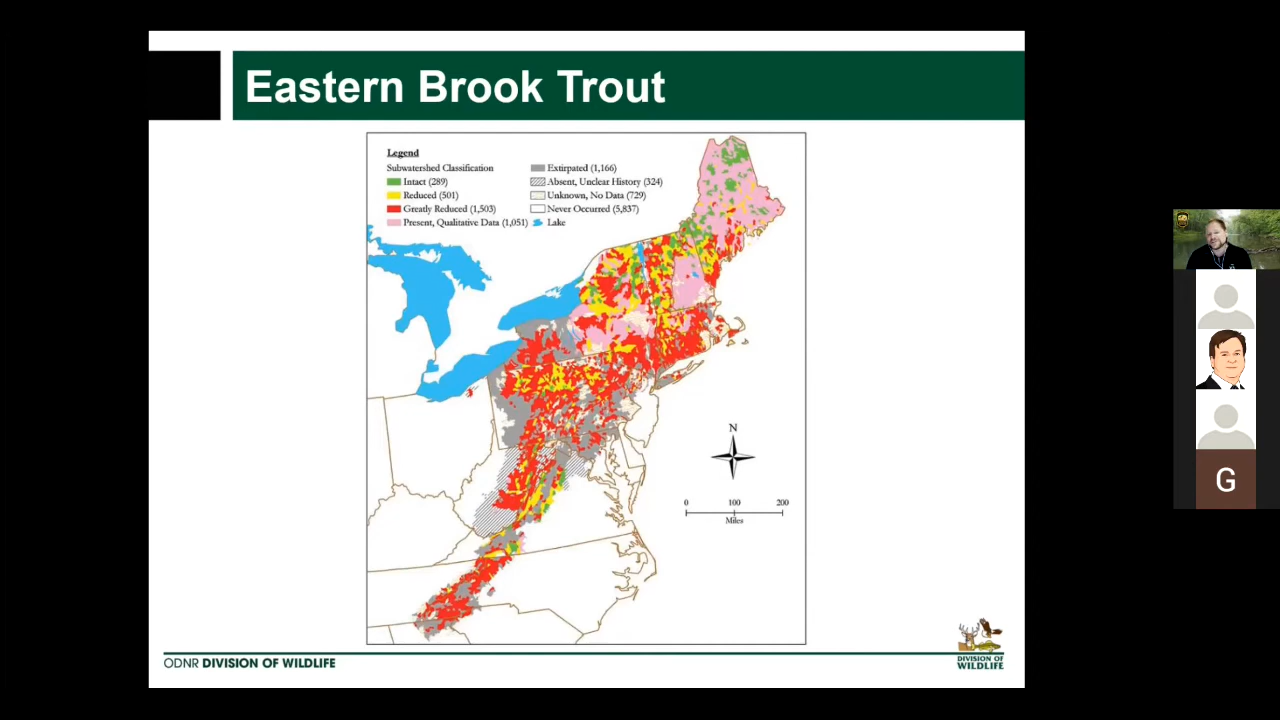 Eastern Brook Trout
Legend
Subwatershed Classification
Intact (289)
Reduced (501)
Greatly Reduced (1,503)
Present, Qualitative Data (1,051)
Extirpated (1,166)
Absent, Unclear History (324)
Unknown, No Data (729)
Never Occurred (5,837)
Lake
N
0 100 200
Miles
G
ODNR DIVISION OF WILDLIFE
DIVISION OF
WILDLIFE